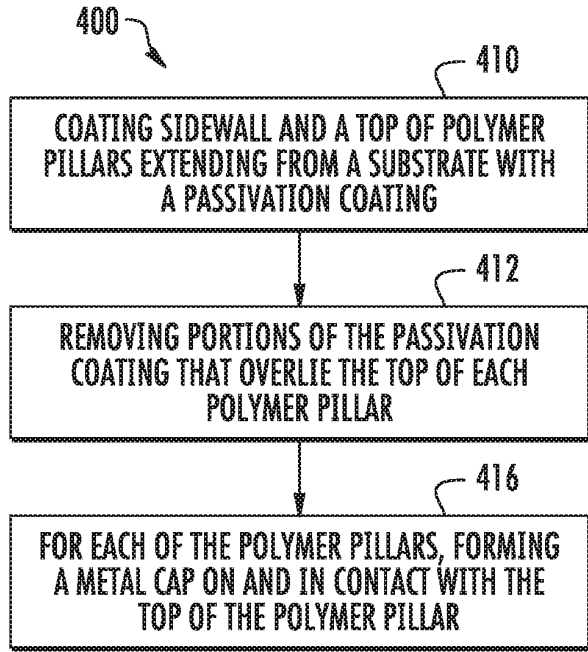 400
410
COATING SIDEWALL AND A TOP OF POLYMER
PILLARS EXTENDING FROM A SUBSTRATE WITH
A PASSIVATION COATING
412
REMOVING PORTIONS OF THE PASSIVATION
COATING THAT OVERLIE THE TOP OF EACH
POLYMER PILLAR
416
FOR EACH OF THE POLYMER PILLARS, FORMING
A METAL CAP ON AND IN CONTACT WITH THE
TOP OF THE POLYMER PILLAR